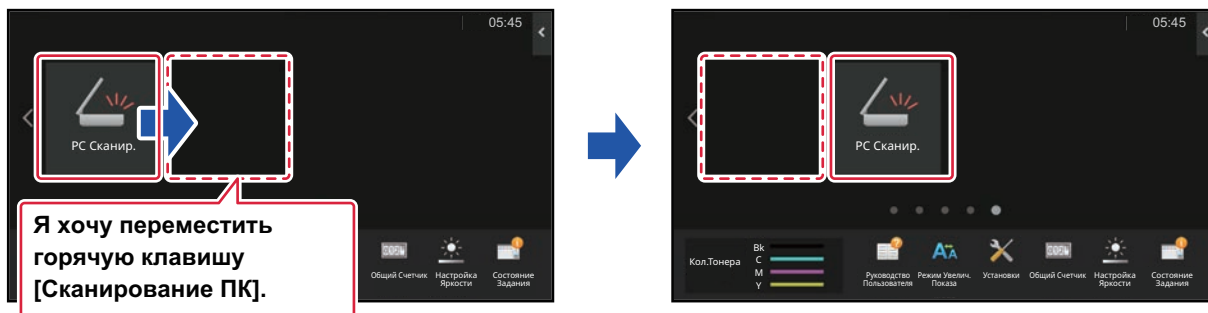 05:45
PC Сканир.
Я хочу переместить
горячую клавишу
[Сканирование ПК].
Общий Счетчик
Настройка
Яркости
Состояние
Задания
05:45
PC Сканир.
Кол.Тонера
Bk
C
M
Y
Руководство
Пользователя
Режим Увелич.
Показа
Установки
Общий Счетчик
Настройка
Яркости
Состояние
Задания